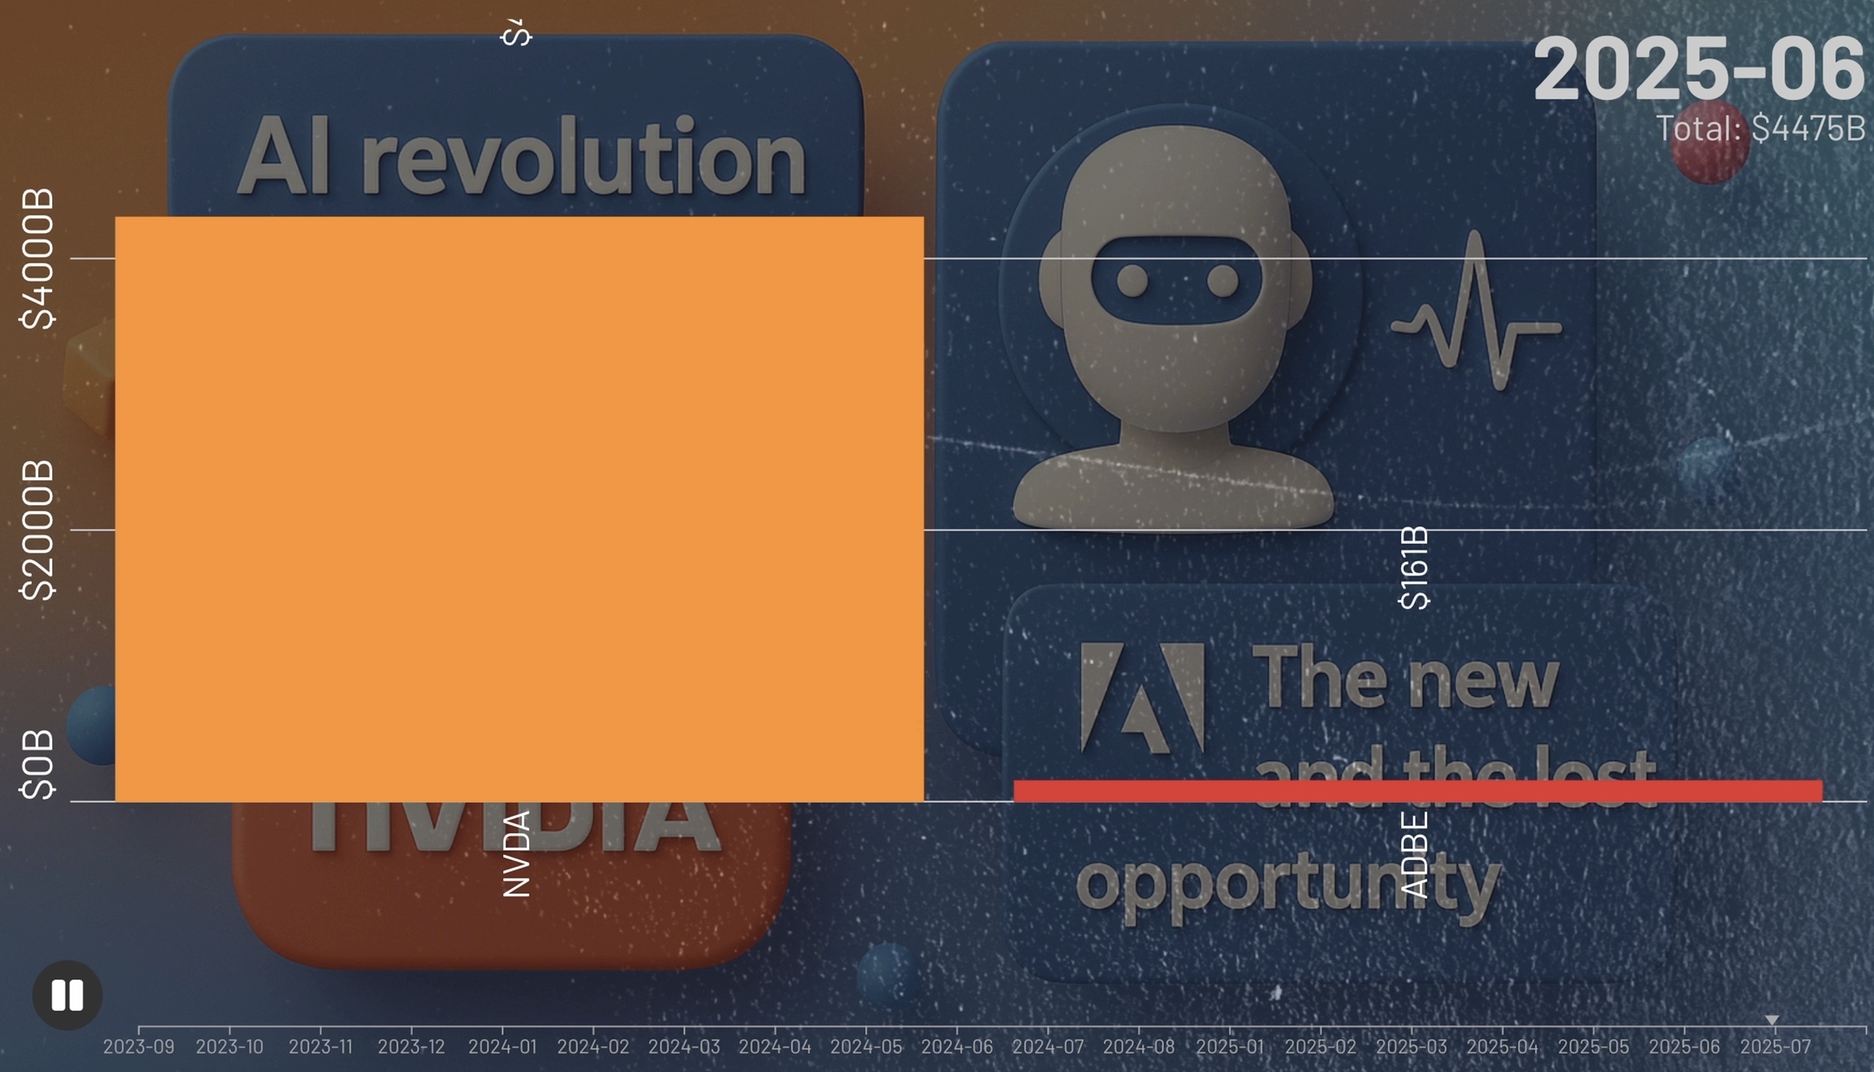 AI revolution
2025-06
Total: $4475B
$4000B
$2000B
$0B
$161B
The new
and the lost
opportunity
NVIDIA
NVDA
ADBE
2023-09 2023-10 2023-11 2023-12 2024-01 2024-02 2024-03 2024-04 2024-05 2024-06 2024-07 2024-08 2025-01 2025-02 2025-03 2025-04 2025-05 2025-06 2025-07